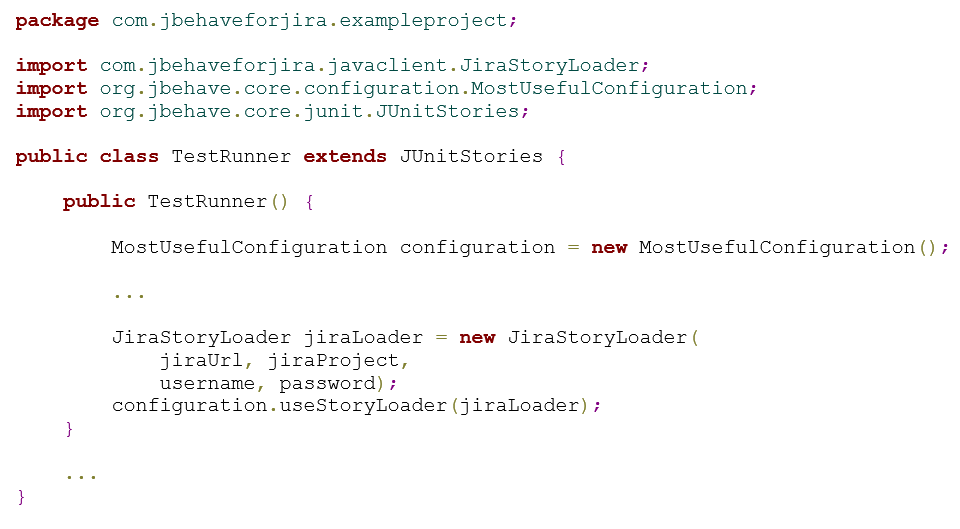 package com.jbehaveforjira.exampleproject;
import com.jbehaveforjira.javaclient.JiraStoryLoader;
import org.jbehave.core.configuration.MostUsefulConfiguration;
import org.jbehave.core.junit.JUnitStories;
public class TestRunner extends JUnitStories {
    public TestRunner() {
        MostUsefulConfiguration configuration = new MostUsefulConfiguration();
        ...
        JiraStoryLoader jiraLoader = new JiraStoryLoader(
            jiraUrl, jiraProject,
            username, password);
        configuration.useStoryLoader(jiraLoader);
    }
    ...
}